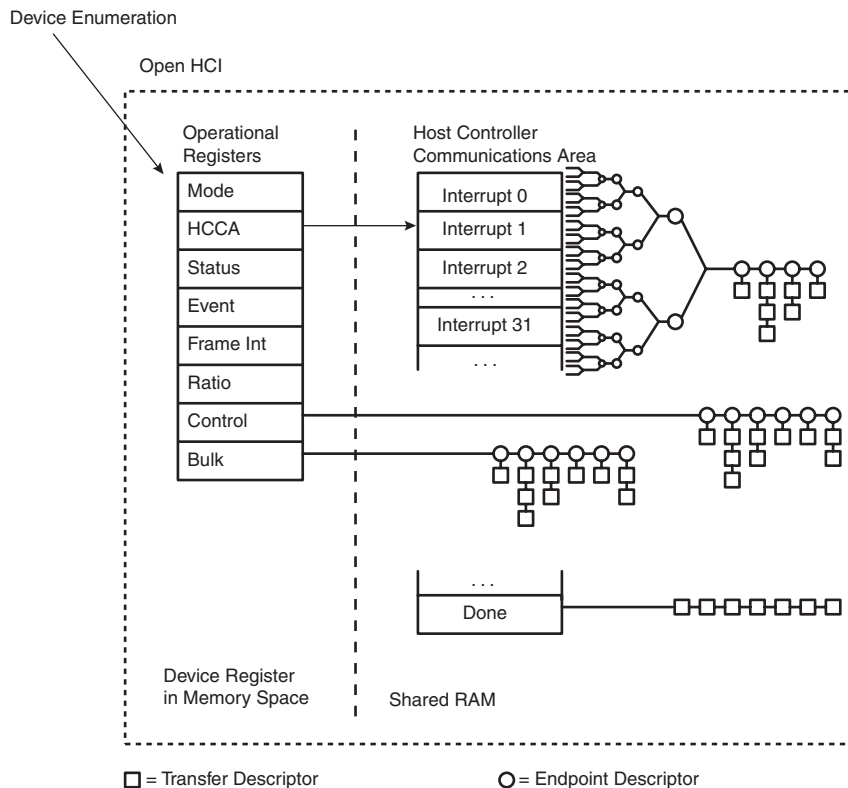 Device Enumeration
Open HCI
Operational
Registers
Mode
HCCA
Status
Event
Frame Int
Ratio
Control
Bulk
Host Controller
Communications Area
Interrupt 0
Interrupt 1
Interrupt 2
. . .
Interrupt 31
. . .
. . .
Done
Device Register
in Memory Space
Shared RAM
= Transfer Descriptor
= Endpoint Descriptor